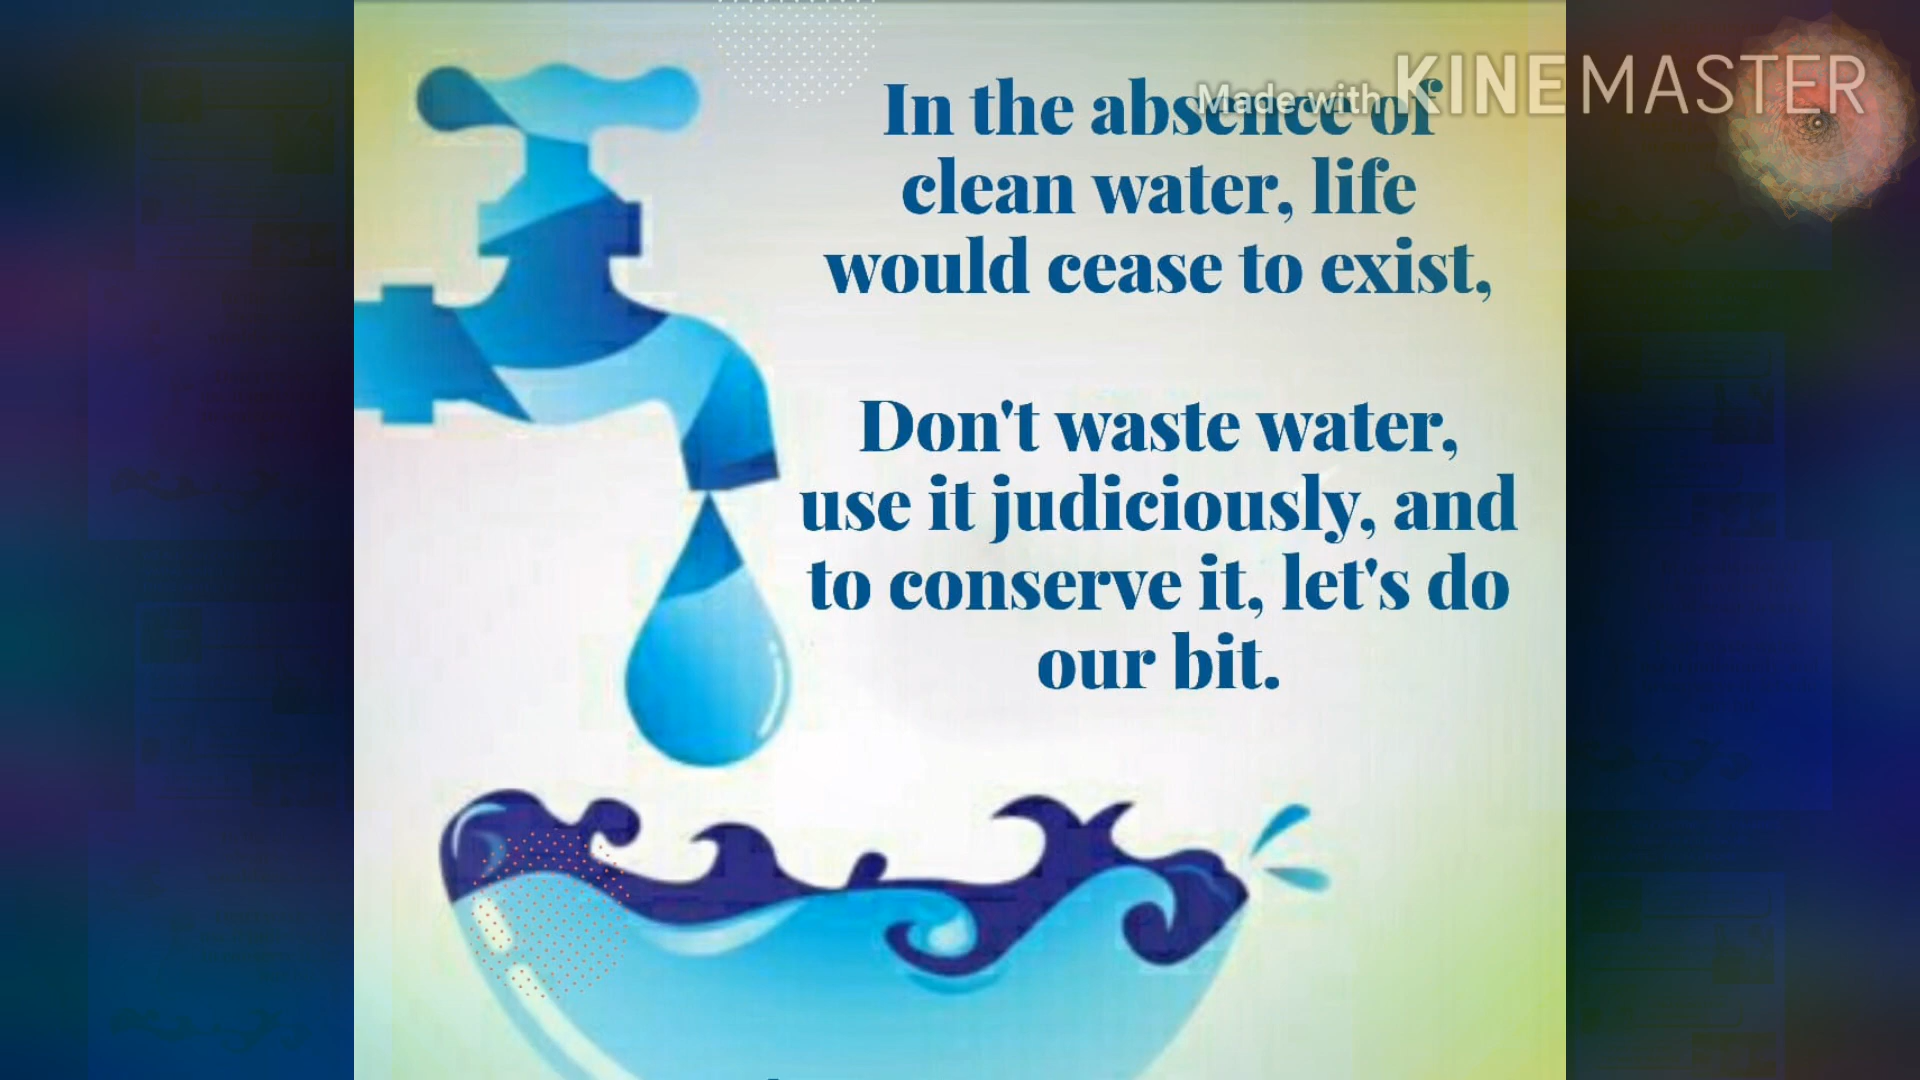 Made with KINEMASTER
In the absence of
clean water, life
would cease to exist,
Don't waste water,
use it judiciously, and
to conserve it, let's do
our bit.